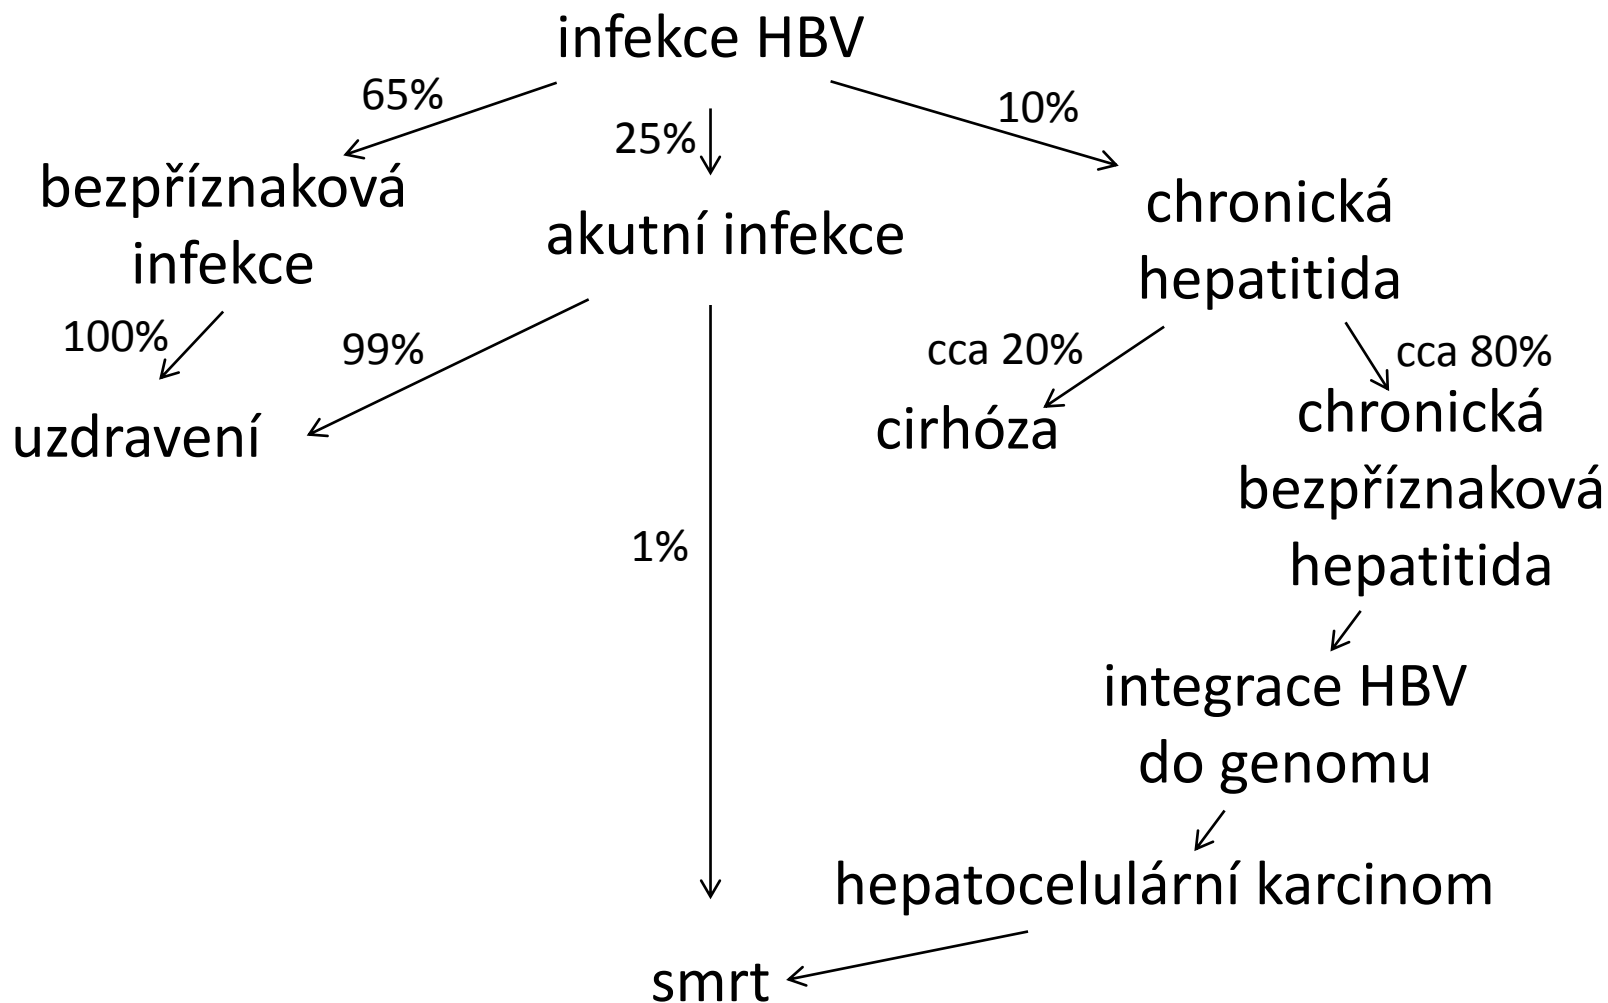 infekce HBV
65%
25%
10%
bezpříznaková
infekce
akutní infekce
chronická
hepatitida
100%
99%
cca 20%
cca 80%
uzdravení
cirhóza
chronická
bezpříznaková
hepatitida
1%
integrace HBV
do genomu
hepatocelulární karcinom
smrt